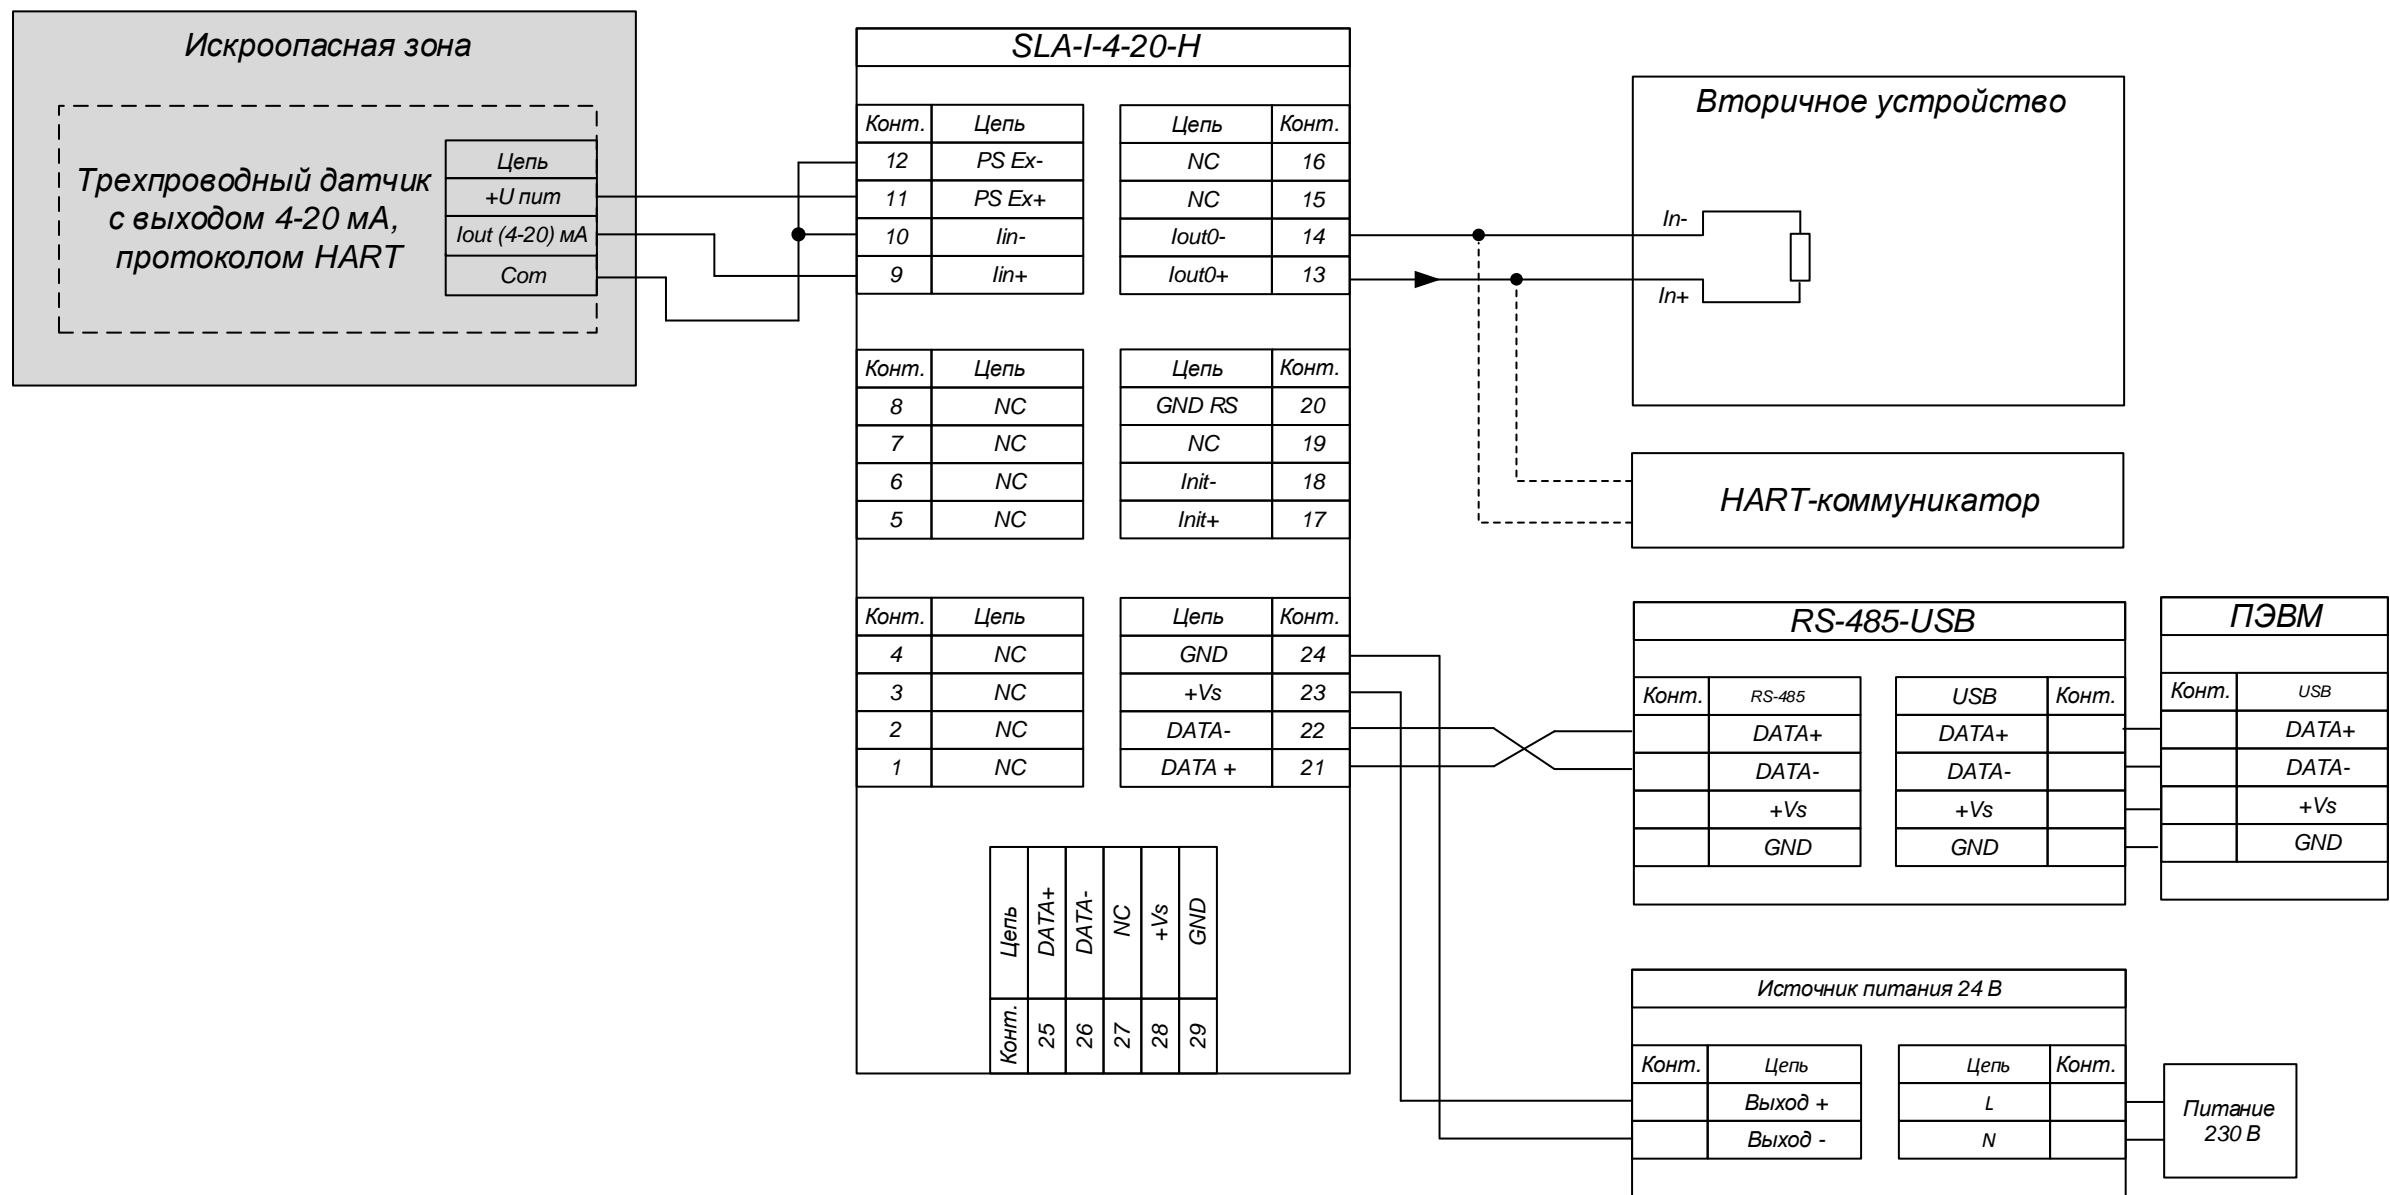 Искроопасная зона
Трехпроводный датчик
с выходом 4-20 мА,
протоколом HART
Цепь
+U пит
Iout (4-20) мА
Com
SLA-I-4-20-H
Конт. Цепь
12 PS Ex-
11 PS Ex+
10 Iin-
9 Iin+
Цепь Конт.
NC 16
NC 15
Iout0- 14
Iout0+ 13
Конт. Цепь
8 NC
7 NC
6 NC
5 NC
Цепь Конт.
GND RS 20
NC 19
Init- 18
Init+ 17
Конт. Цепь
4 NC
3 NC
2 NC
1 NC
Цепь Конт.
GND 24
+Vs 23
DATA- 22
DATA + 21
Цепь DATA+ DATA- NC +Vs GND
Конт. 25 26 27 28 29
Вторичное устройство
In-
In+
HART-коммуникатор
RS-485-USB
Конт. RS-485
DATA+
DATA-
+Vs
GND
USB Конт.
DATA+
DATA-
+Vs
GND
ПЭВМ
Конт. USB
DATA+
DATA-
+Vs
GND
Источник питания 24 В
Конт. Цепь
Выход +
Выход -
Цепь Конт.
L
N
Питание
230 В